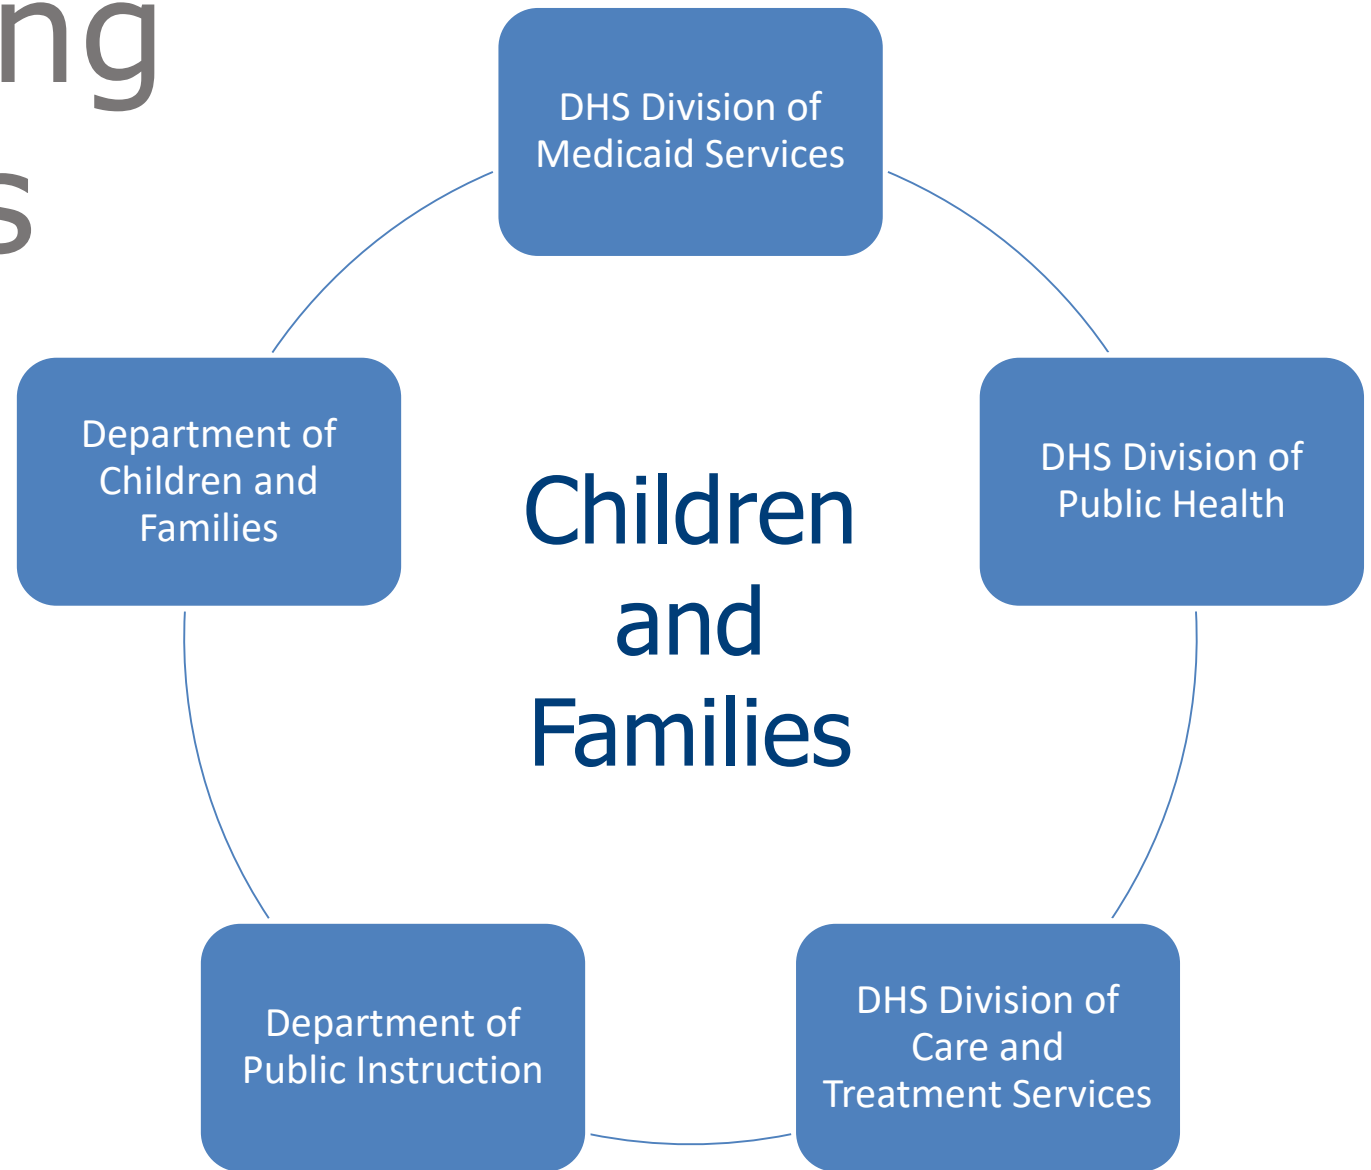 ng
s
DHS Division of
Medicaid Services
Department of
Children and
Families
DHS Division of
Public Health
Children
and
Families
Department of
Public Instruction
DHS Division of
Care and
Treatment Services